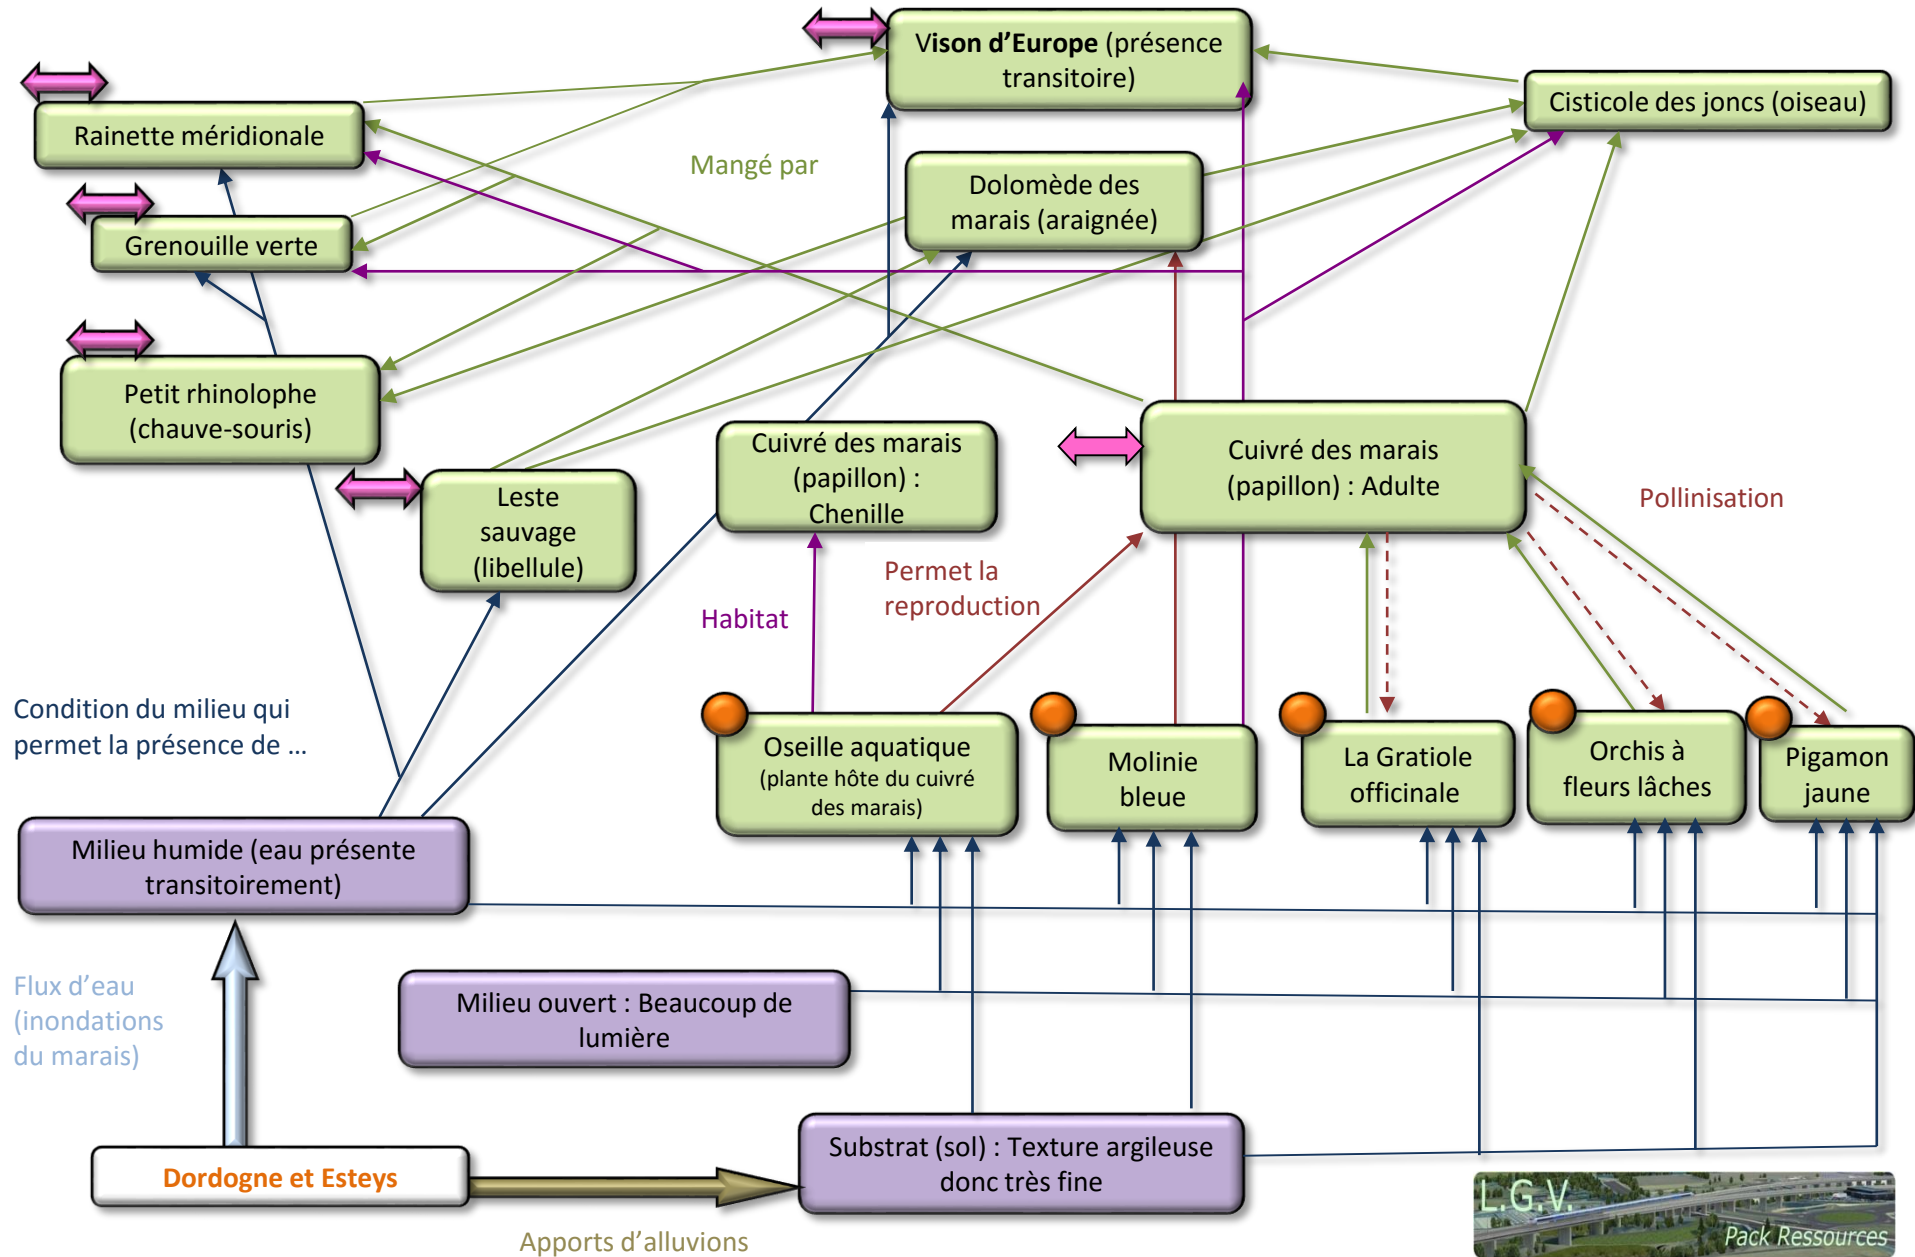 Vison d’Europe (présence
transitoire)
Cisticole des joncs (oiseau)
Rainette méridionale
Mangé par
Dolomède des
marais (araignée)
Grenouille verte
Petit rhinolophe
(chauve-souris)
Cuivré des marais
(papillon) :
Chenille
Cuivré des marais
(papillon) : Adulte
Leste
sauvage
(libellule)
Pollinisation
Permet la
reproduction
Habitat
Condition du milieu qui
permet la présence de ...
Oseille aquatique
(plante hôte du cuivré
des marais)
Molinie
bleue
La Gratiole
officinale
Orchis à
fleurs lâches
Pigamon
jaune
Milieu humide (eau présente
transitoirement)
Flux d’eau
(inondations
du marais)
Milieu ouvert : Beaucoup de
lumière
Substrat (sol) : Texture argileuse
donc très fine
Dordogne et Esteys
Apports d’alluvions
L.G.V.
Pack Ressources